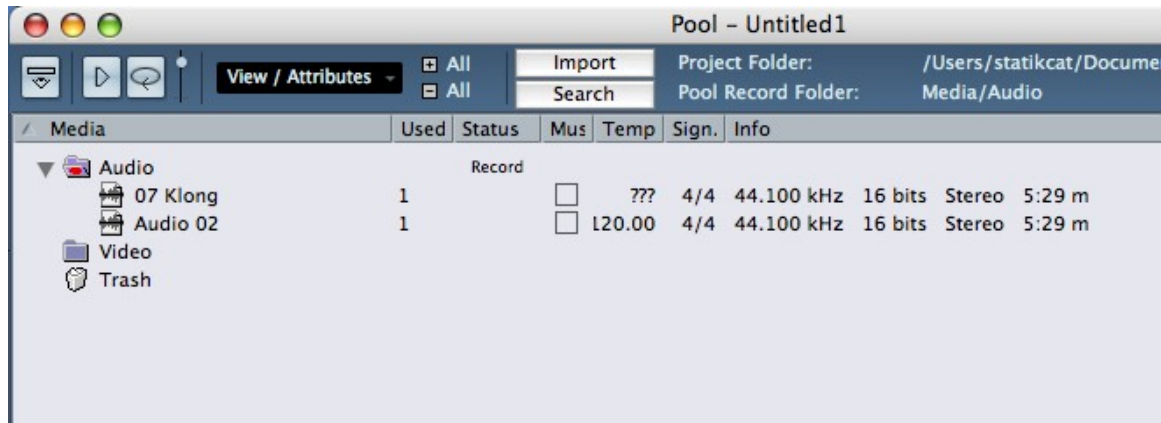 Pool – Untitled1
View / Attributes All Import Project Folder: /Users/statikcat/Docume
All Search Pool Record Folder: Media/Audio
Media Used Status Mus Temp Sign. Info
Audio Record
07 Klong 1 ??? 4/4 44.100 kHz 16 bits Stereo 5:29 m
Audio 02 1 120.00 4/4 44.100 kHz 16 bits Stereo 5:29 m
Video
Trash